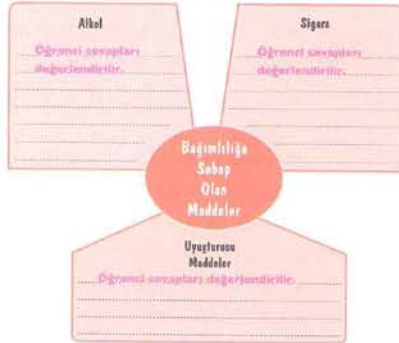 Alkol
Öğrenci cevapları
değerlendirilir.
Sigara
Öğrenci cevapları
değerlendirilir.
Bağımlılığa
Sebep
Olan
Maddeler
Uyuşturucu
Maddeler
Öğrenci cevapları değerlendirilir.